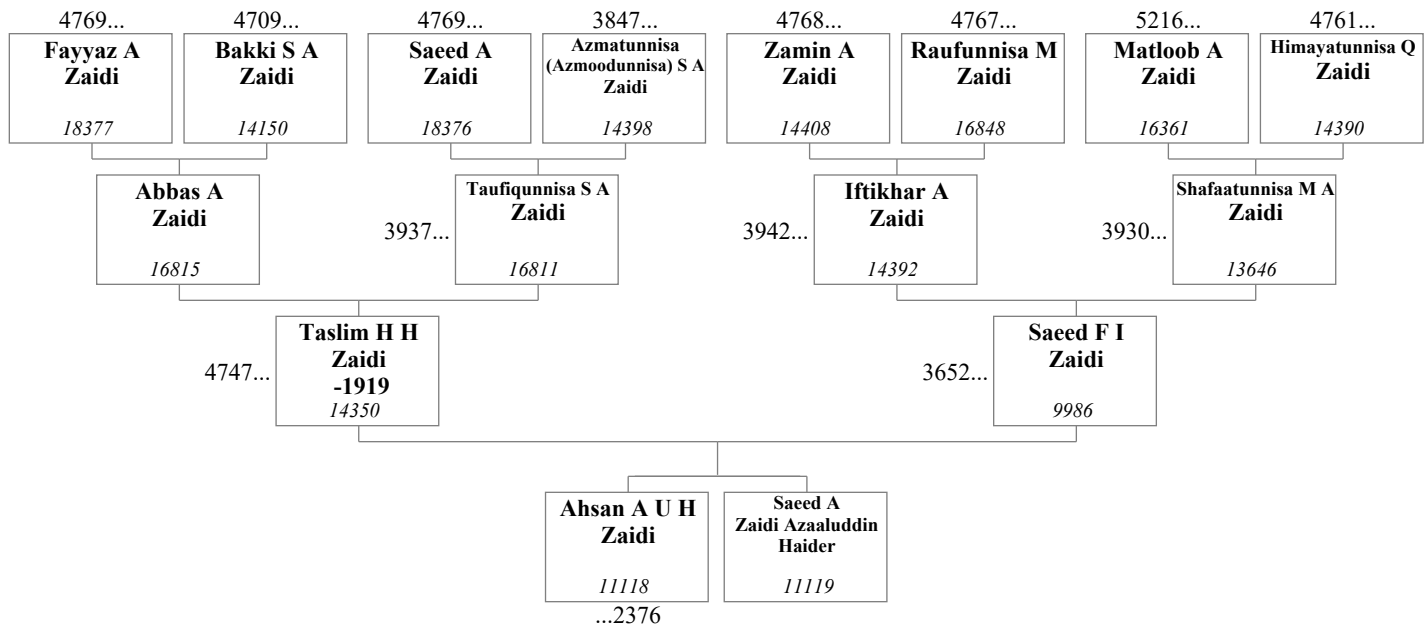 4769...
Fayyaz A
Zaidi
18377
4709...
Bakki S A
Zaidi
14150
4769...
Saeed A
Zaidi
18376
3847...
Azmatunnisa
(Azmoodunnisa) S A
Zaidi
14398
4768...
Zamin A
Zaidi
14408
4767...
Raufunnisa M
Zaidi
16848
5216...
Matloob A
Zaidi
16361
4761...
Himayatunnisa Q
Zaidi
14390
Abbas A
Zaidi
16815
3937...
Taufiqunnisa S A
Zaidi
16811
3942...
Iftikhar A
Zaidi
14392
3930...
Shafaatunnisa M A
Zaidi
13646
4747...
Taslim H H
Zaidi
-1919
14350
3652...
Saeed F I
Zaidi
9986
Ahsan A U H
Zaidi
11118
...2376
Saeed A
Zaidi Azaaluddin
Haider
11119